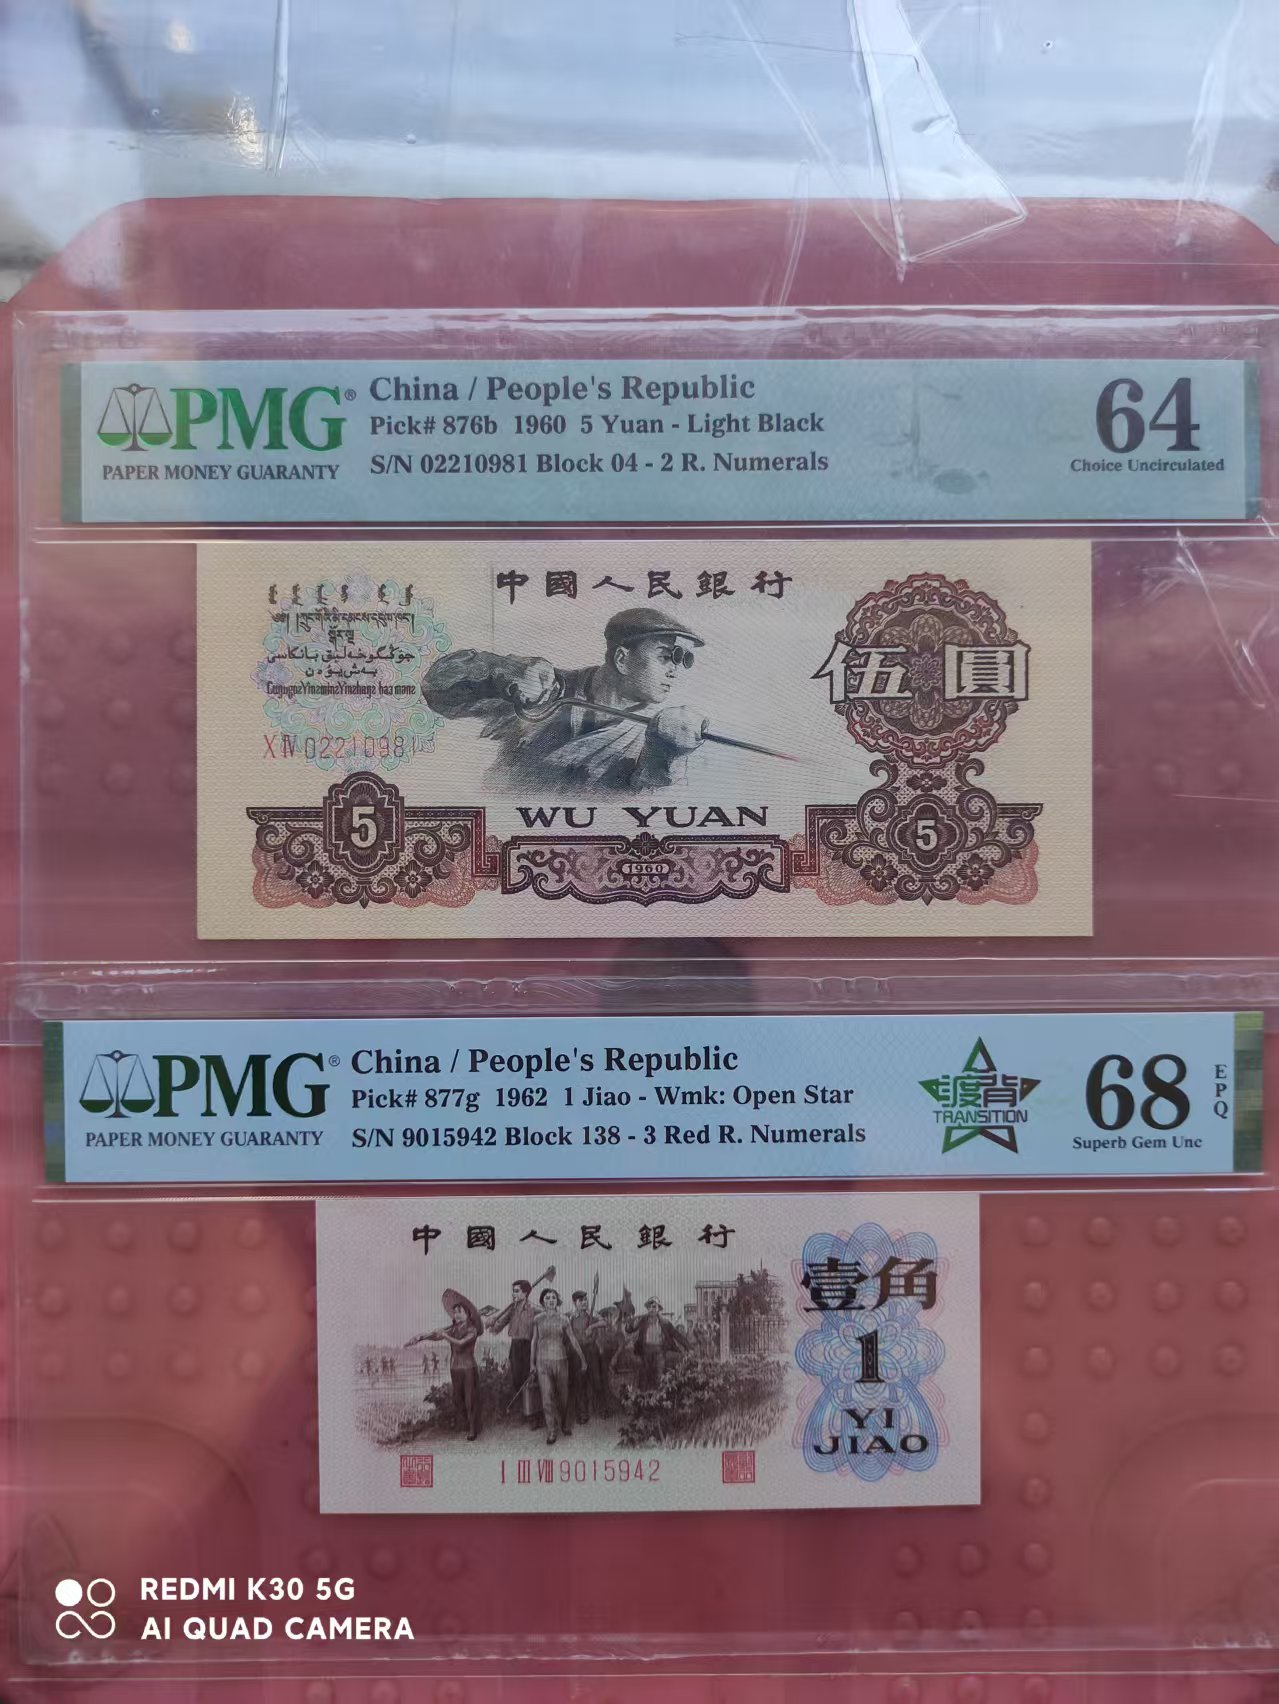 PMG®
PAPER MONEY GUARANTY
China / People's Republic
Pick# 876b 1960 5 Yuan - Light Black
S/N 02210981 Block 04 - 2 R. Numerals
64
Choice Uncirculated
中國人民銀行
伍圓
XⅣ02210981
5
WU YUAN
1960
5
PMG®
PAPER MONEY GUARANTY
China / People's Republic
Pick# 877g 1962 1 Jiao - Wmk: Open Star
S/N 9015942 Block 138 - 3 Red R. Numerals
渡背
TRANSITION
68
Superb Gem Unc
EPQ
中國人民銀行
壹角
1
YI
JIAO
Ⅰ Ⅲ Ⅷ 9015942
REDMI K30 5G
AI QUAD CAMERA